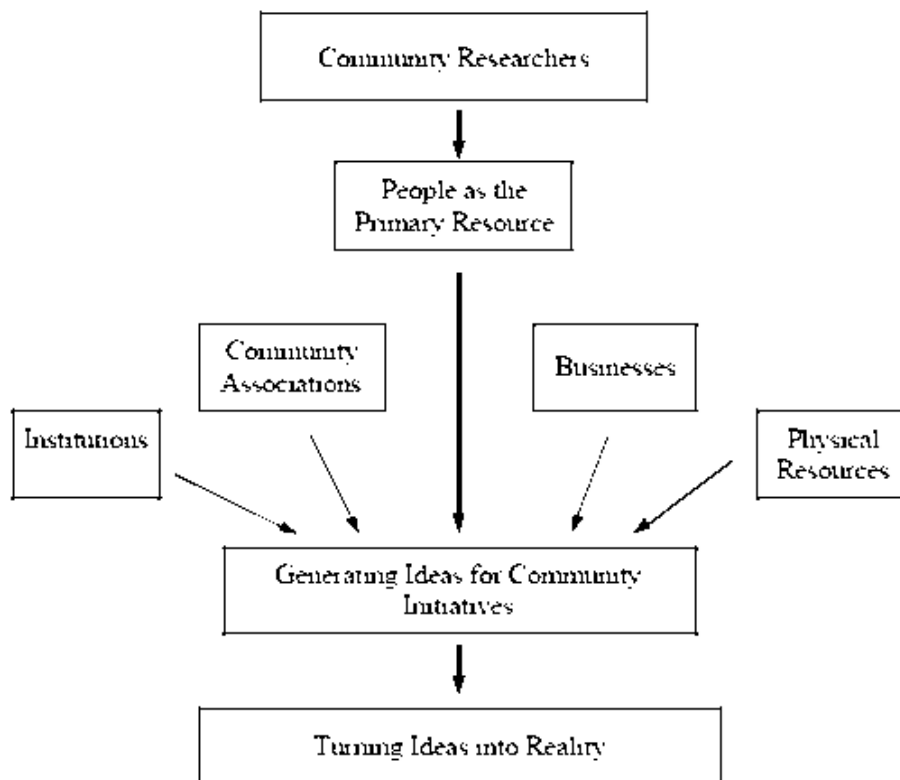 Community Researchers
People as the
Primary Resource
Community
Associations
Businesses
Institutions
Physical
Resources
Generating Ideas for Community
Initiatives
Turning Ideas into Reality